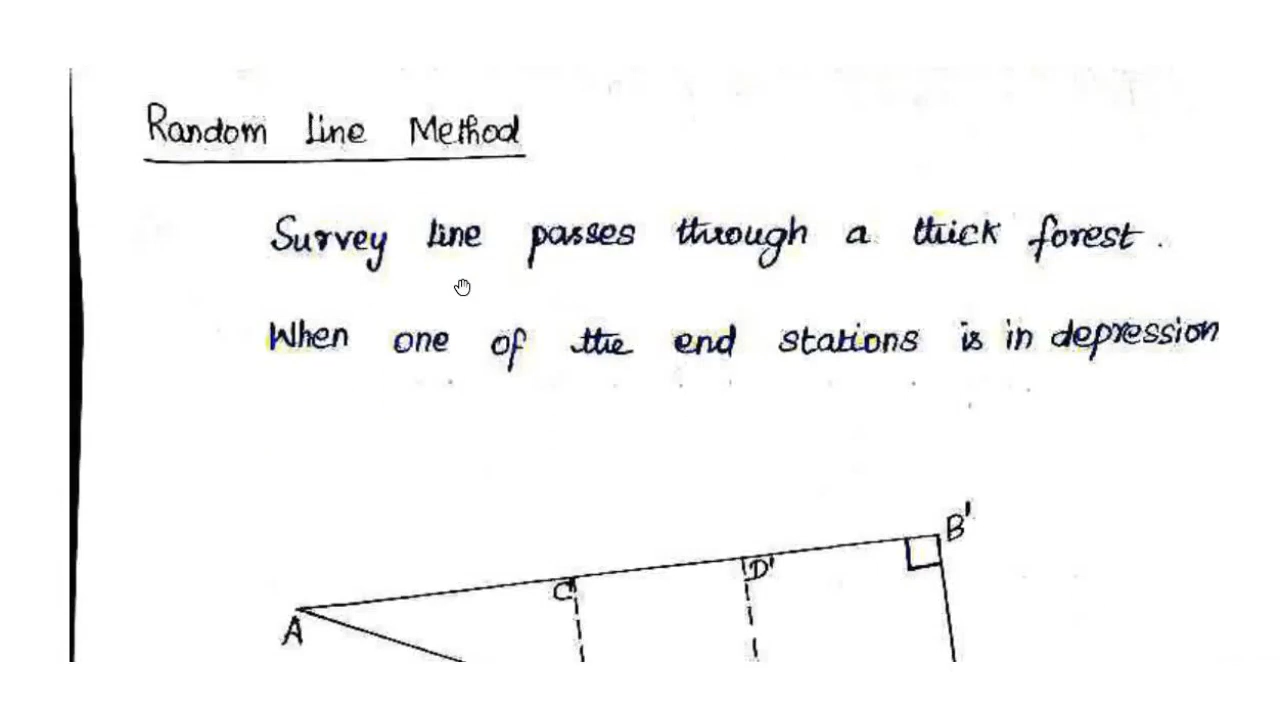 Random Line Method
Survey line passes through a thick forest.
When one of the end stations is in depression
B'
D'
C'
A